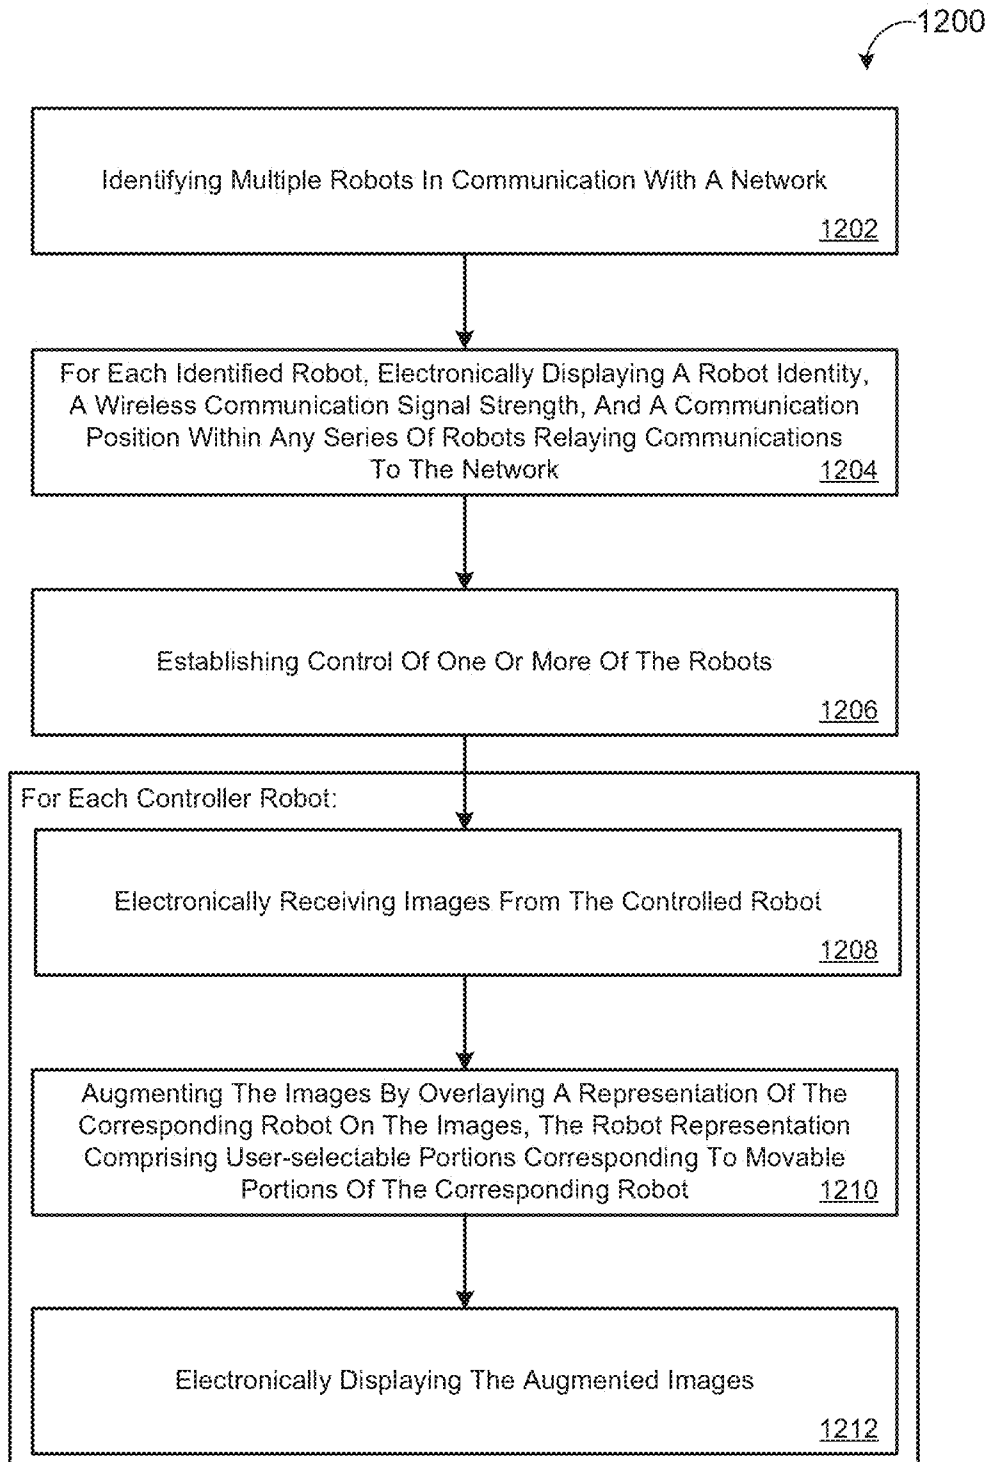 1200
Identifying Multiple Robots In Communication With A Network
1202
For Each Identified Robot, Electronically Displaying A Robot Identity,
A Wireless Communication Signal Strength, And A Communication
Position Within Any Series Of Robots Relaying Communications
To The Network
1204
Establishing Control Of One Or More Of The Robots
1206
For Each Controller Robot:
Electronically Receiving Images From The Controlled Robot
1208
Augmenting The Images By Overlaying A Representation Of The
Corresponding Robot On The Images, The Robot Representation
Comprising User-selectable Portions Corresponding To Movable
Portions Of The Corresponding Robot
1210
Electronically Displaying The Augmented Images
1212